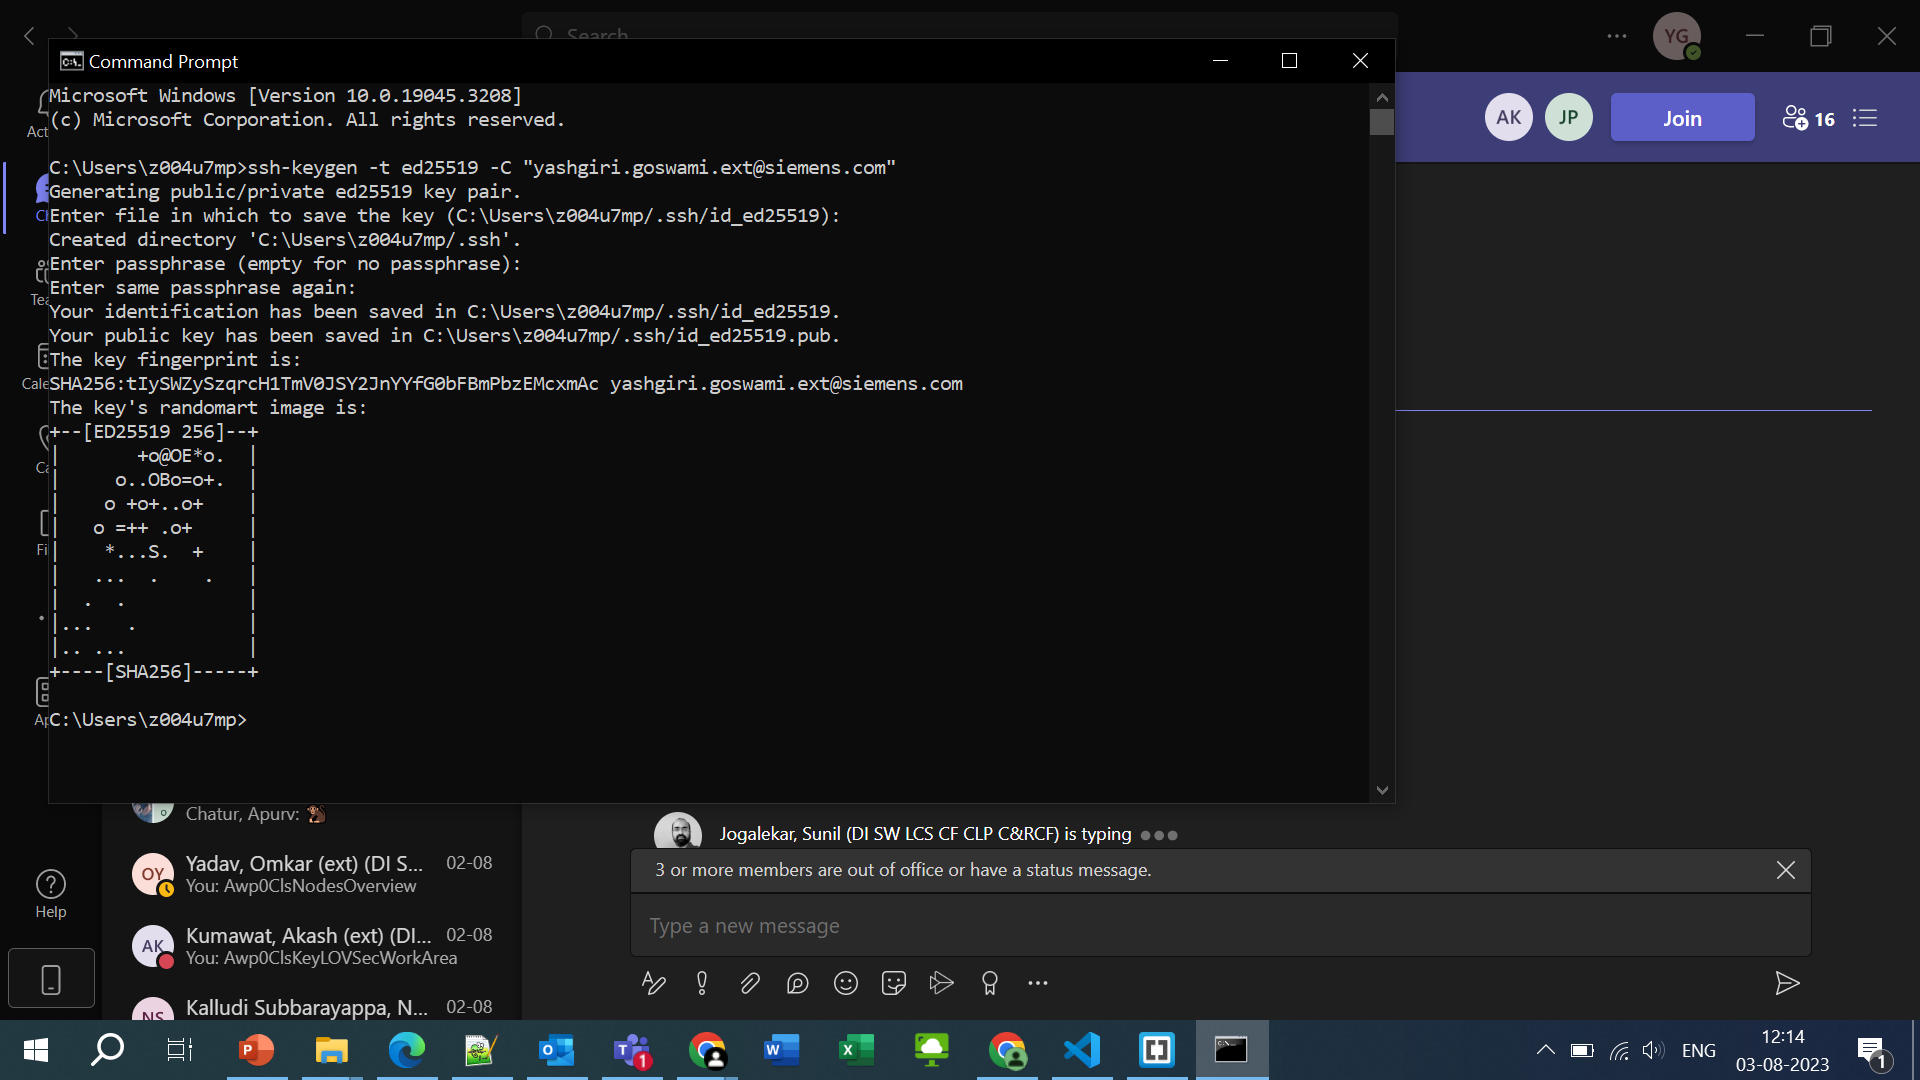 Search
YG
Command Prompt
Microsoft Windows [Version 10.0.19045.3208]
(c) Microsoft Corporation. All rights reserved.
C:\Users\z004u7mp>ssh-keygen -t ed25519 -C "yashgiri.goswami.ext@siemens.com"
Generating public/private ed25519 key pair.
Enter file in which to save the key (C:\Users\z004u7mp/.ssh/id_ed25519):
Created directory 'C:\Users\z004u7mp/.ssh'.
Enter passphrase (empty for no passphrase):
Enter same passphrase again:
Your identification has been saved in C:\Users\z004u7mp/.ssh/id_ed25519.
Your public key has been saved in C:\Users\z004u7mp/.ssh/id_ed25519.pub.
The key fingerprint is:
SHA256:tIySWZySzqrcH1TmV0JSY2JnYYfG0bFBmPbzEMcxmAc yashgiri.goswami.ext@siemens.com
The key's randomart image is:
+--[ED25519 256]--+
|       +o@OE*o.  |
|     o..OBo=o+.  |
|    o +o+..o+    |
|   o =++ .o+     |
|    *...S.  +    |
|   ...  .    .   |
|  .  .           |
|...   .          |
|.. ...           |
+----[SHA256]-----+
C:\Users\z004u7mp>
AK
JP
Join
16
Act
Ch
Tea
Cale
Ca
Fi
Ap
Help
Chatur, Apurv:
OY
Yadav, Omkar (ext) (DI S...
02-08
You: Awp0ClsNodesOverview
AK
Kumawat, Akash (ext) (DI...
02-08
You: Awp0ClsKeyLOVSecWorkArea
NS
Kalludi Subbarayappa, N...
02-08
Jogalekar, Sunil (DI SW LCS CF CLP C&RCF) is typing
3 or more members are out of office or have a status message.
Type a new message
1
ENG
12:14
03-08-2023
1